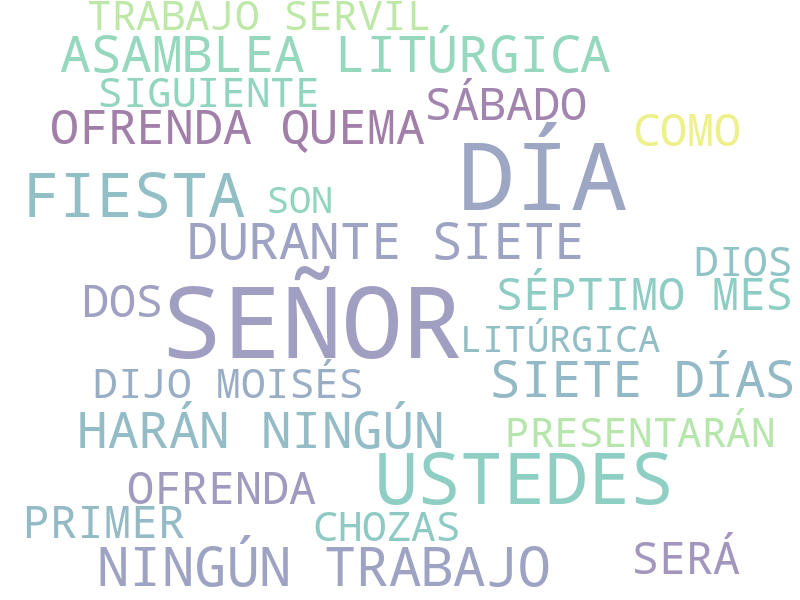 TRABAJO SERVIL
ASAMBLEA LITÚRGICA
SIGUIENTE
SÁBADO
OFRENDA QUEMA
COMO
DÍA
FIESTA
SON
DURANTE SIETE
DIOS
DOS
SEÑOR
SÉPTIMO MES
LITÚRGICA
DIJO MOISÉS
SIETE DÍAS
HARÁN NINGÚN
PRESENTARÁN
OFRENDA
USTEDES
PRIMER
CHOZAS
NINGÚN TRABAJO
SERÁ